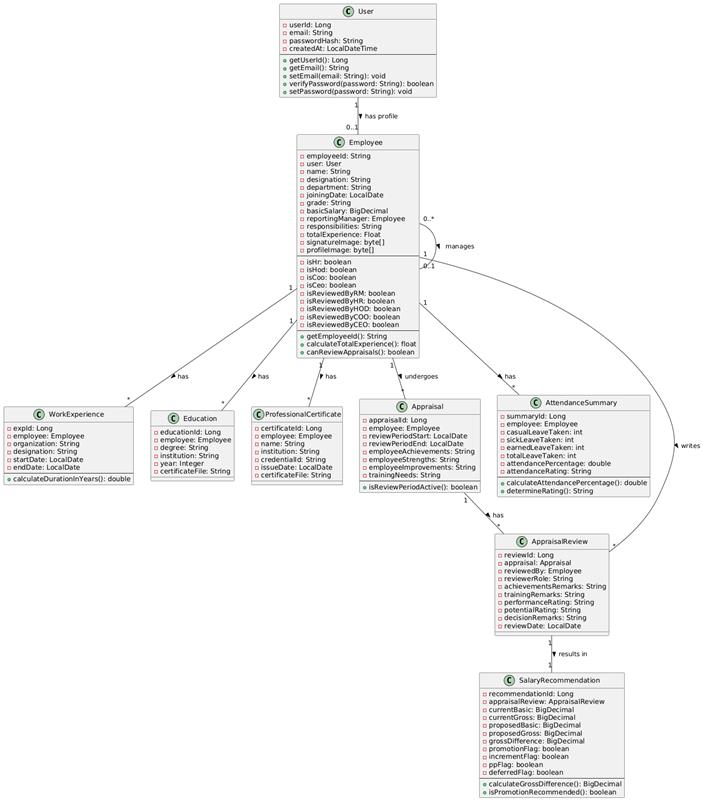 C User
userId: Long
email: String
passwordHash: String
createdAt: LocalDateTime
getUserId(): Long
getEmail(): String
setEmail(email: String): void
verifyPassword(password: String): boolean
setPassword(password: String): void
1
has profile
0..1
C Employee
employeeId: String
user: User
name: String
designation: String
department: String
joiningDate: LocalDate
grade: String
basicSalary: BigDecimal
reportingManager: Employee
responsibilities: String
totalExperience: Float
signatureImage: byte[]
profileImage: byte[]
isHr: boolean
isHod: boolean
isCoo: boolean
isCeo: boolean
isReviewedByRM: boolean
isReviewedByHR: boolean
isReviewedByHOD: boolean
isReviewedByCOO: boolean
isReviewedByCEO: boolean
getEmployeeId(): String
calculateTotalExperience(): float
canReviewAppraisals(): boolean
0..*
manages
0..1
1
writes
*
1
has
*
1
has
*
1
has
*
1
undergoes
*
1
has
*
C WorkExperience
expId: Long
employee: Employee
organization: String
designation: String
startDate: LocalDate
endDate: LocalDate
calculateDurationInYears(): double
C Education
educationId: Long
employee: Employee
degree: String
institution: String
year: Integer
certificateFile: String
C ProfessionalCertificate
certificateId: Long
employee: Employee
name: String
institution: String
credentialId: String
issueDate: LocalDate
certificateFile: String
C Appraisal
appraisalId: Long
employee: Employee
reviewPeriodStart: LocalDate
reviewPeriodEnd: LocalDate
employeeAchievements: String
employeeStrengths: String
employeeImprovements: String
trainingNeeds: String
isReviewPeriodActive(): boolean
C AttendanceSummary
summaryId: Long
employee: Employee
casualLeaveTaken: int
sickLeaveTaken: int
earnedLeaveTaken: int
totalLeaveTaken: int
attendancePercentage: double
attendanceRating: String
calculateAttendancePercentage(): double
determineRating(): String
1
has
*
C AppraisalReview
reviewId: Long
appraisal: Appraisal
reviewedBy: Employee
reviewerRole: String
achievementsRemarks: String
trainingRemarks: String
performanceRating: String
potentialRating: String
decisionRemarks: String
reviewDate: LocalDate
1
results in
1
C SalaryRecommendation
recommendationId: Long
appraisalReview: AppraisalReview
currentBasic: BigDecimal
currentGross: BigDecimal
proposedBasic: BigDecimal
proposedGross: BigDecimal
grossDifference: BigDecimal
promotionFlag: boolean
incrementFlag: boolean
ppFlag: boolean
deferredFlag: boolean
calculateGrossDifference(): BigDecimal
isPromotionRecommended(): boolean